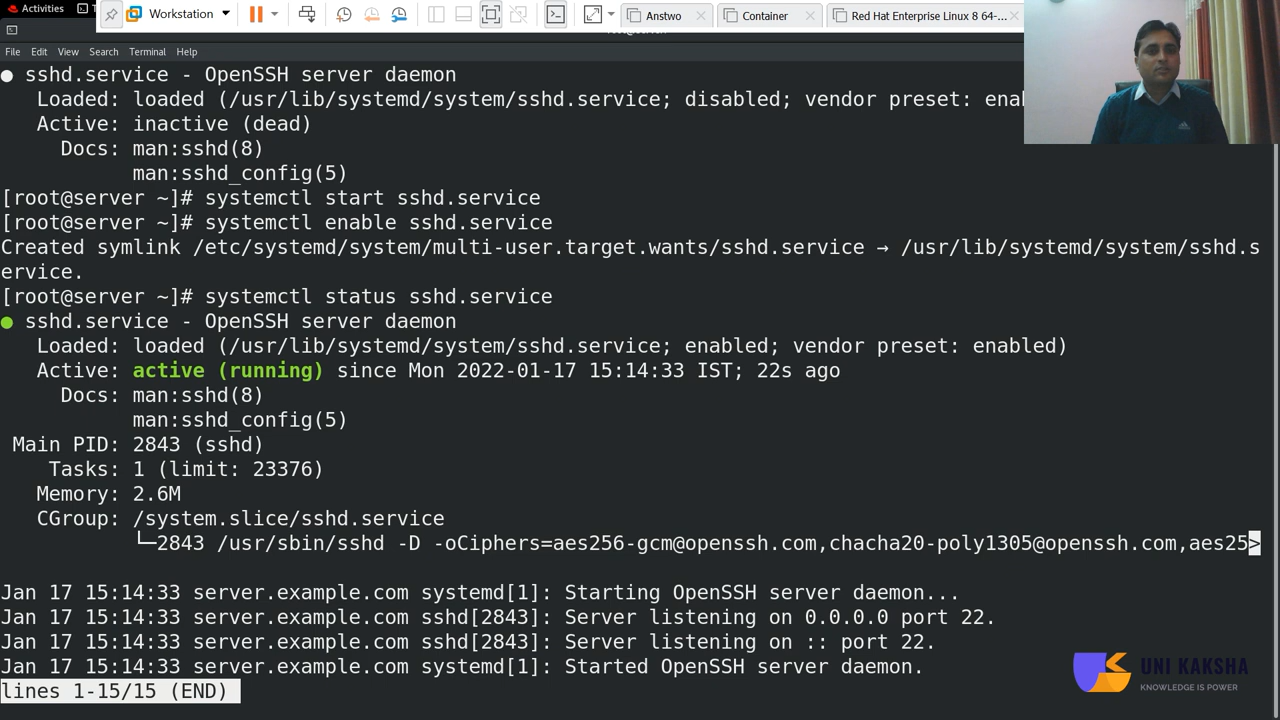 Activities
Workstation
Anstwo
Container
Red Hat Enterprise Linux 8 64-...
File Edit View Search Terminal Help
● sshd.service - OpenSSH server daemon
Loaded: loaded (/usr/lib/systemd/system/sshd.service; disabled; vendor preset: enab
Active: inactive (dead)
Docs: man:sshd(8)
man:sshd_config(5)
[root@server ~]# systemctl start sshd.service
[root@server ~]# systemctl enable sshd.service
Created symlink /etc/systemd/system/multi-user.target.wants/sshd.service → /usr/lib/systemd/system/sshd.s
ervice.
[root@server ~]# systemctl status sshd.service
● sshd.service - OpenSSH server daemon
Loaded: loaded (/usr/lib/systemd/system/sshd.service; enabled; vendor preset: enabled)
Active: active (running) since Mon 2022-01-17 15:14:33 IST; 22s ago
Docs: man:sshd(8)
man:sshd_config(5)
Main PID: 2843 (sshd)
Tasks: 1 (limit: 23376)
Memory: 2.6M
CGroup: /system.slice/sshd.service
└─2843 /usr/sbin/sshd -D -oCiphers=aes256-gcm@openssh.com,chacha20-poly1305@openssh.com,aes25>
Jan 17 15:14:33 server.example.com systemd[1]: Starting OpenSSH server daemon...
Jan 17 15:14:33 server.example.com sshd[2843]: Server listening on 0.0.0.0 port 22.
Jan 17 15:14:33 server.example.com sshd[2843]: Server listening on :: port 22.
Jan 17 15:14:33 server.example.com systemd[1]: Started OpenSSH server daemon.
lines 1-15/15 (END)
UNI KAKSHA
KNOWLEDGE IS POWER